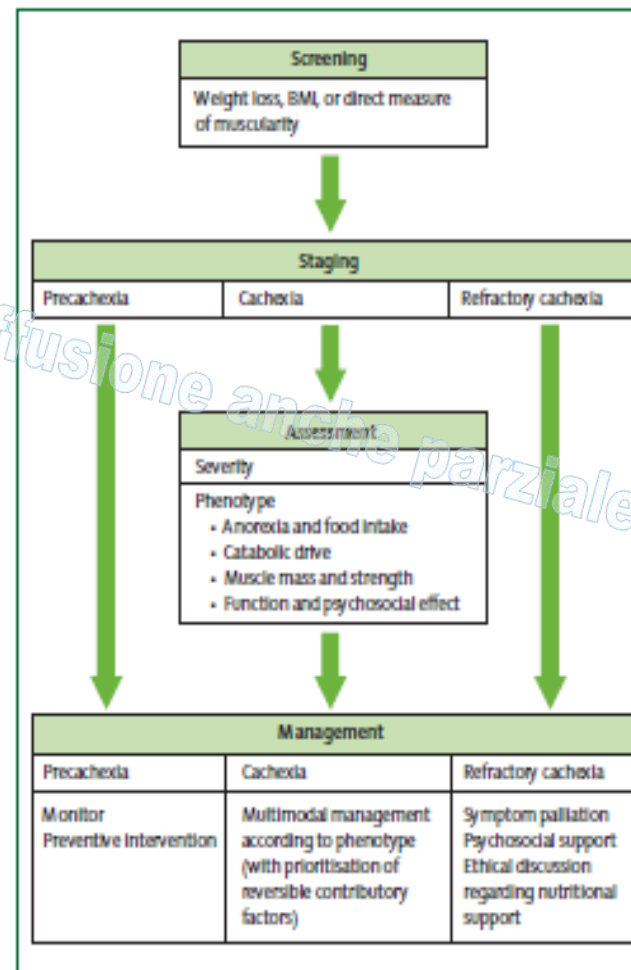 Screening
Weight loss, BMI, or direct measure
of muscularity
Staging
Precachexia
Cachexia
Refractory cachexia
ffusione anche parziale
Assessment
Severity
Phenotype
• Anorexia and food intake
• Catabolic drive
• Muscle mass and strength
• Function and psychosocial effect
Management
Precachexia
Cachexia
Refractory cachexia
Monitor
Preventive intervention
Multimodal management
according to phenotype
(with prioritisation of
reversible contributory
factors)
Symptom palliation
Psychosocial support
Ethical discussion
regarding nutritional
support